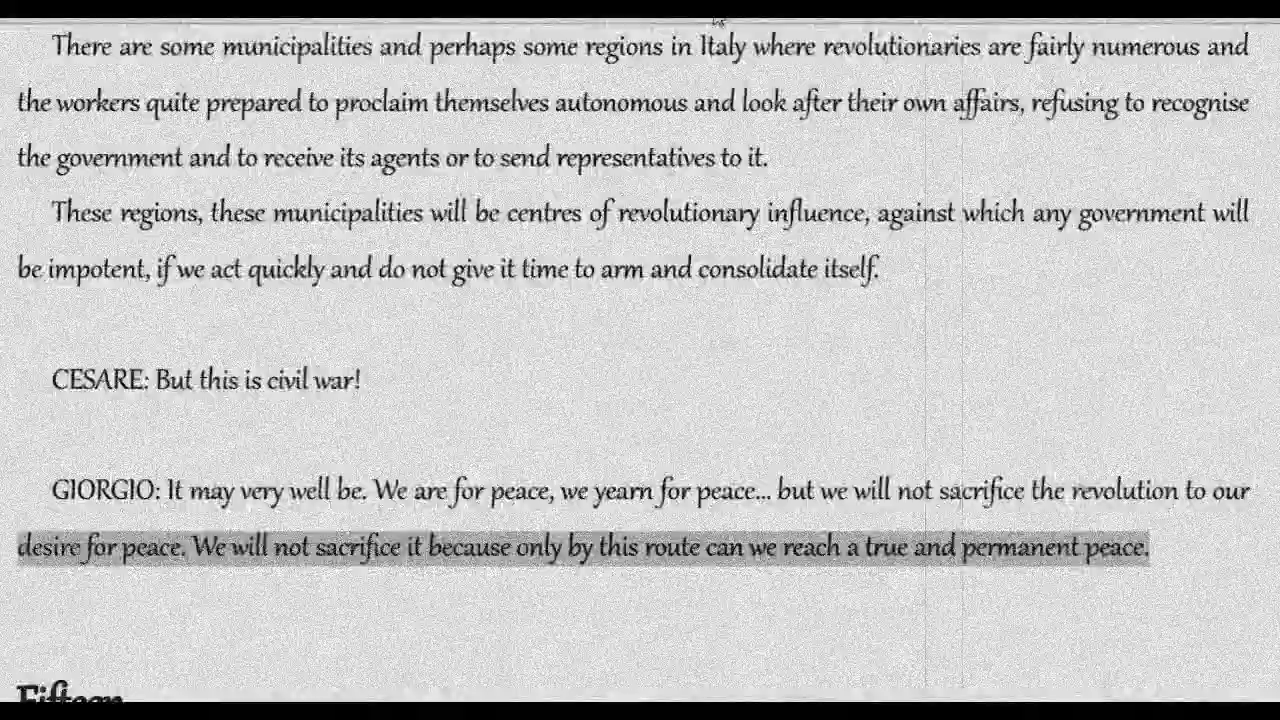 There are some municipalities and perhaps some regions in Italy where revolutionaries are fairly numerous and
the workers quite prepared to proclaim themselves autonomous and look after their own affairs, refusing to recognise
the government and to receive its agents or to send representatives to it.
These regions, these municipalities will be centres of revolutionary influence, against which any government will
be impotent, if we act quickly and do not give it time to arm and consolidate itself.
CESARE: But this is civil war!
GIORGIO: It may very well be. We are for peace, we yearn for peace... but we will not sacrifice the revolution to our
desire for peace. We will not sacrifice it because only by this route can we reach a true and permanent peace.
Fifteen